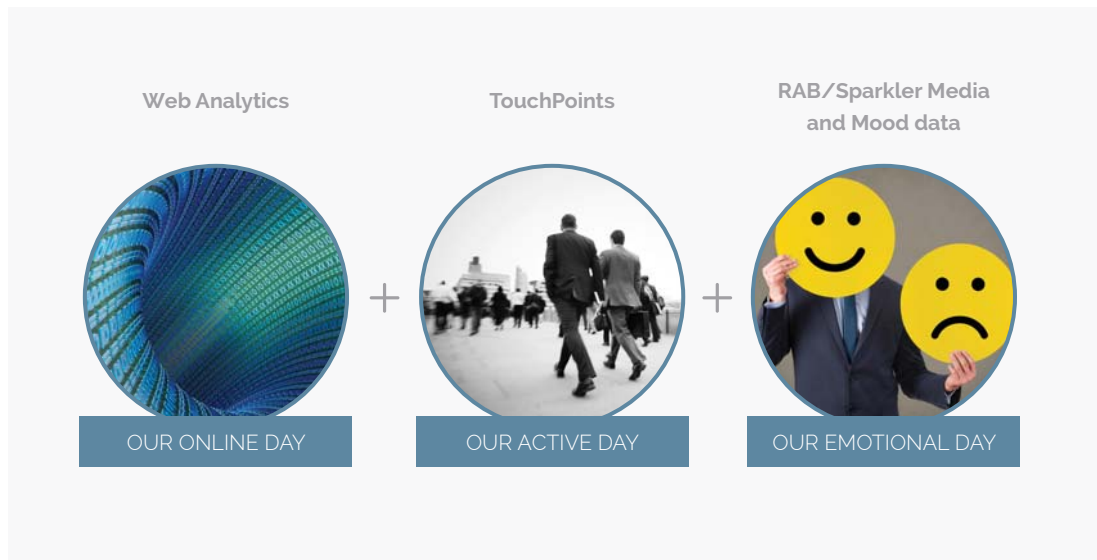 Web Analytics
TouchPoints
RAB/Sparkler Media
and Mood data
OUR ONLINE DAY
OUR ACTIVE DAY
OUR EMOTIONAL DAY